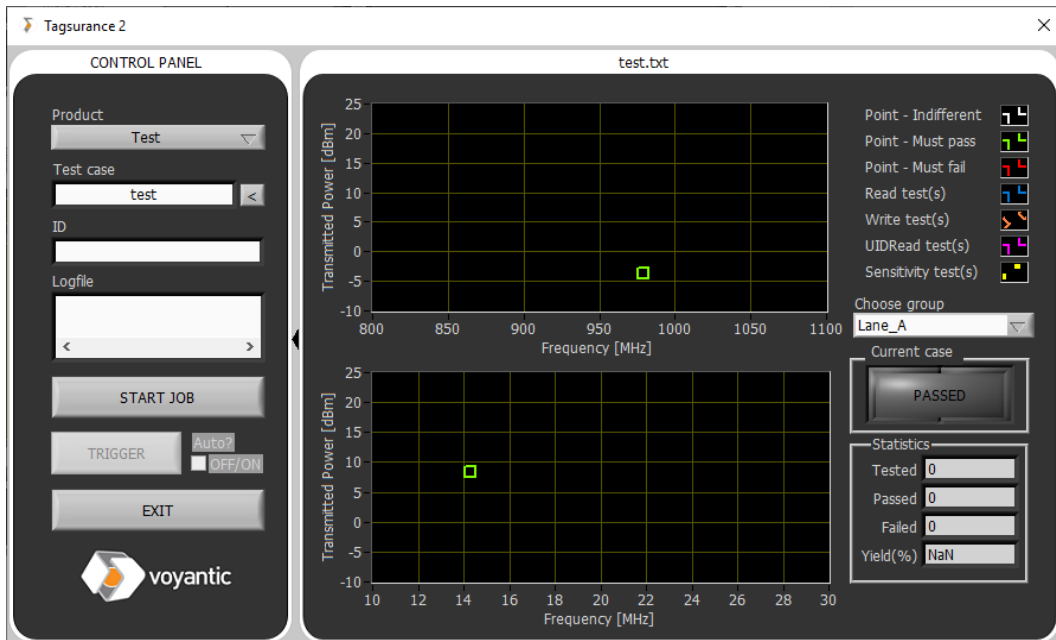 Tagsurance 2
CONTROL PANEL
Product
Test
Test case
test
<
ID
Logfile
< >
START JOB
TRIGGER
Auto?
OFF/ON
EXIT
voyantic
test.txt
Transmitted Power [dBm]
25
20
15
10
5
0
-5
-10
800 850 900 950 1000 1050 1100
Frequency [MHz]
Transmitted Power [dBm]
25
20
15
10
5
0
-5
-10
10 12 14 16 18 20 22 24 26 28 30
Frequency [MHz]
Point - Indifferent
Point - Must pass
Point - Must fail
Read test(s)
Write test(s)
UIDRead test(s)
Sensitivity test(s)
Choose group
Lane_A
Current case
PASSED
Statistics
Tested 0
Passed 0
Failed 0
Yield(%) NaN